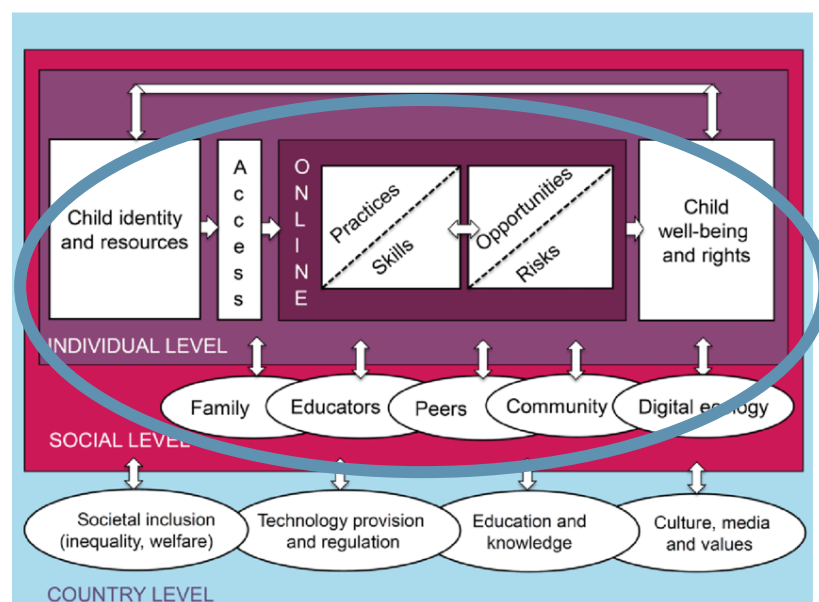 Child identity
and resources
Access
ONLINE
Practices
Skills
Opportunities
Risks
Child
well-being
and rights
INDIVIDUAL LEVEL
Family
Educators
Peers
Community
Digital ecology
SOCIAL LEVEL
Societal inclusion
(inequality, welfare)
Technology provision
and regulation
Education and
knowledge
Culture, media
and values
COUNTRY LEVEL